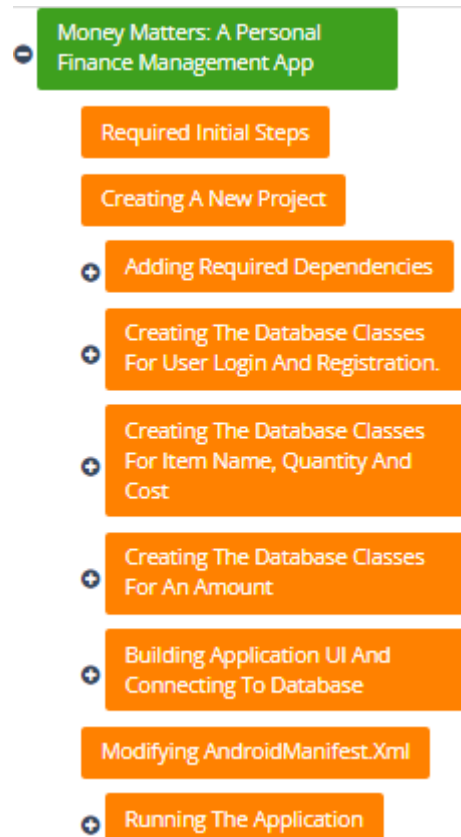 Money Matters: A Personal
Finance Management App
Required Initial Steps
Creating A New Project
Adding Required Dependencies
Creating The Database Classes
For User Login And Registration.
Creating The Database Classes
For Item Name, Quantity And
Cost
Creating The Database Classes
For An Amount
Building Application UI And
Connecting To Database
Modifying AndroidManifest.Xml
Running The Application